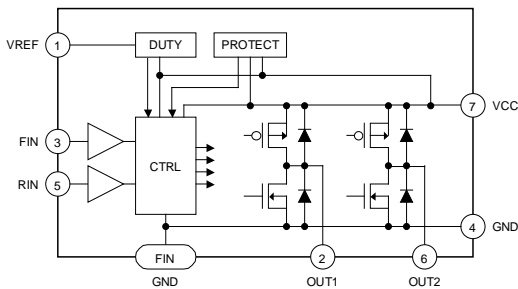 VREF 1 DUTY PROTECT
7 VCC
FIN 3
CTRL
RIN 5
4 GND
FIN 2 6
GND OUT1 OUT2